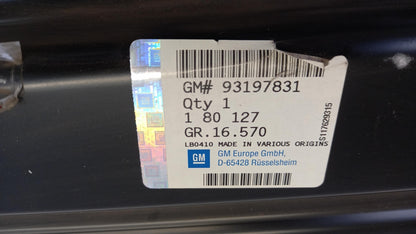 GM# 93197831
Qty 1
1 80 127
GR.16.570
LB0410 MADE IN VARIOUS ORIGINS
GM
GM Europe GmbH,
D-65428 Rüsselsheim